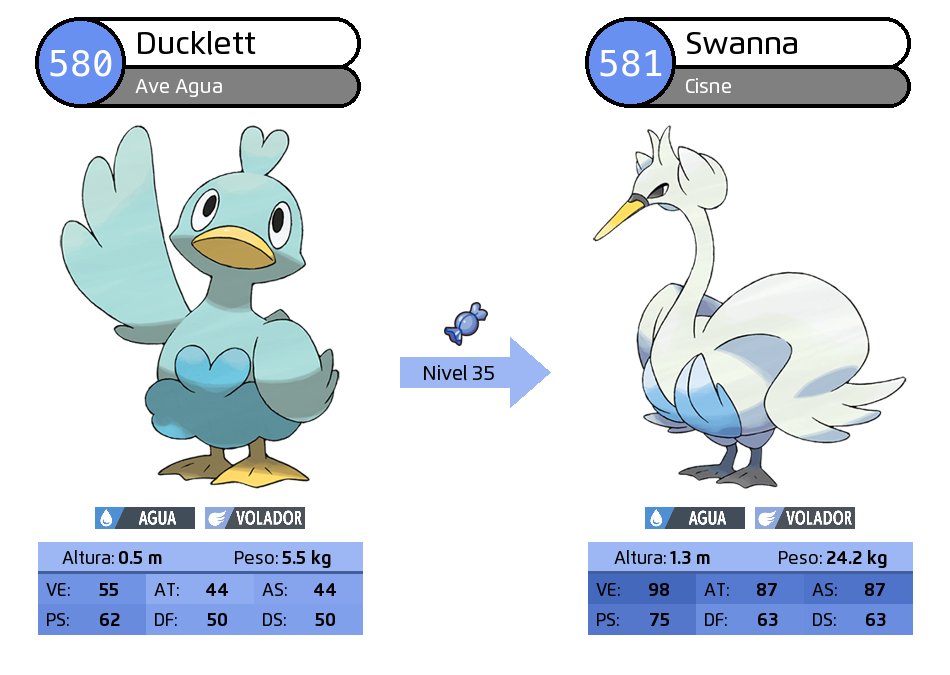 580 Ducklett
Ave Agua
581 Swanna
Cisne
Nivel 35
AGUA VOLADOR
Altura: 0.5 m Peso: 5.5 kg
VE: 55 AT: 44 AS: 44
PS: 62 DF: 50 DS: 50
AGUA VOLADOR
Altura: 1.3 m Peso: 24.2 kg
VE: 98 AT: 87 AS: 87
PS: 75 DF: 63 DS: 63